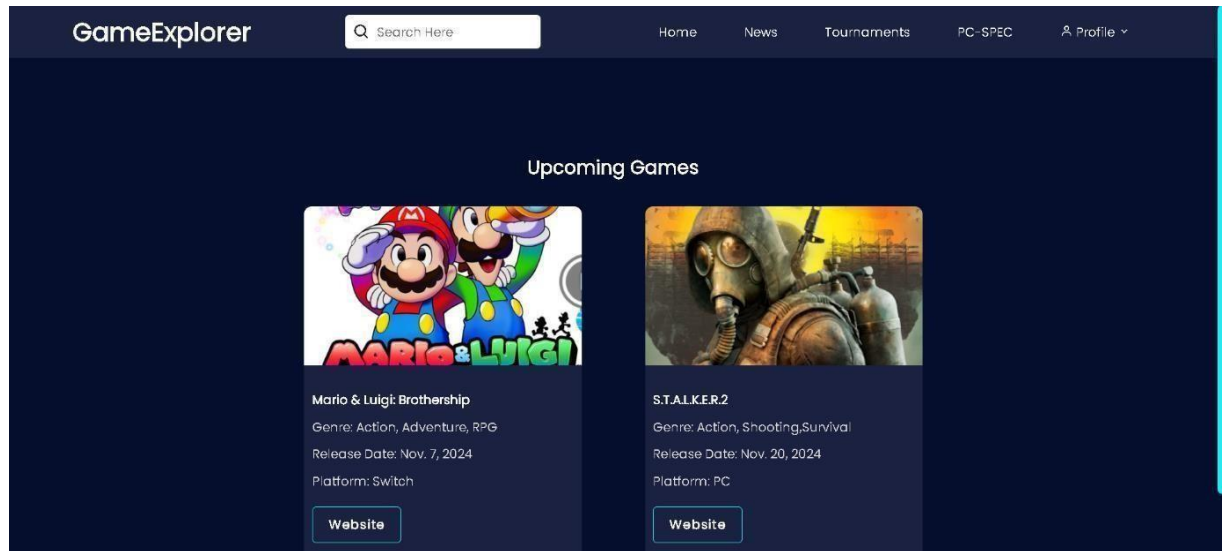 GameExplorer
Search Here
Home
News
Tournaments
PC-SPEC
Profile
Upcoming Games
MARIO & LUIGI
Mario & Luigi: Brothership
Genre: Action, Adventure, RPG
Release Date: Nov. 7, 2024
Platform: Switch
Website
S.T.A.L.K.E.R.2
Genre: Action, Shooting,Survival
Release Date: Nov. 20, 2024
Platform: PC
Website